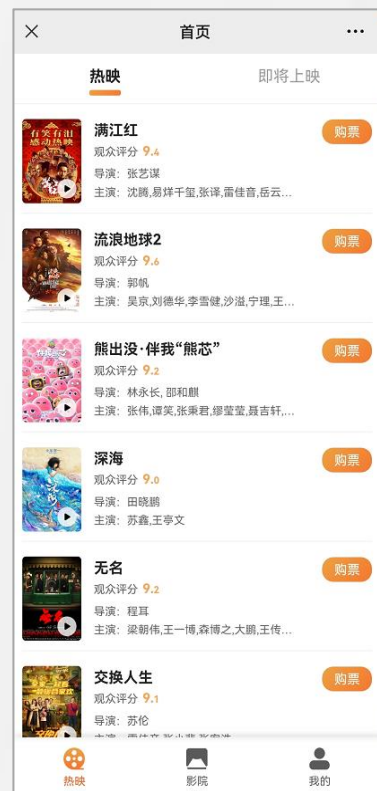 首页
热映
即将上映
有笑有泪
感动热映
满江红
购票
观众评分 9.4
导演：张艺谋
主演：沈腾,易烊千玺,张译,雷佳音,岳云...
流浪地球2
购票
观众评分 9.6
导演：郭帆
主演：吴京,刘德华,李雪健,沙溢,宁理,王...
熊出没·伴我“熊芯”
购票
观众评分 9.2
导演：林永长, 邵和麒
主演：张伟,谭笑,张秉君,缪莹莹,聂吉轩,...
深海
购票
观众评分 9.0
导演：田晓鹏
主演：苏鑫,王亭文
无名
购票
观众评分 9.2
导演：程耳
主演：梁朝伟,王一博,森博之,大鹏,王传...
交换人生
购票
观众评分 9.1
导演：苏伦
热映
影院
我的